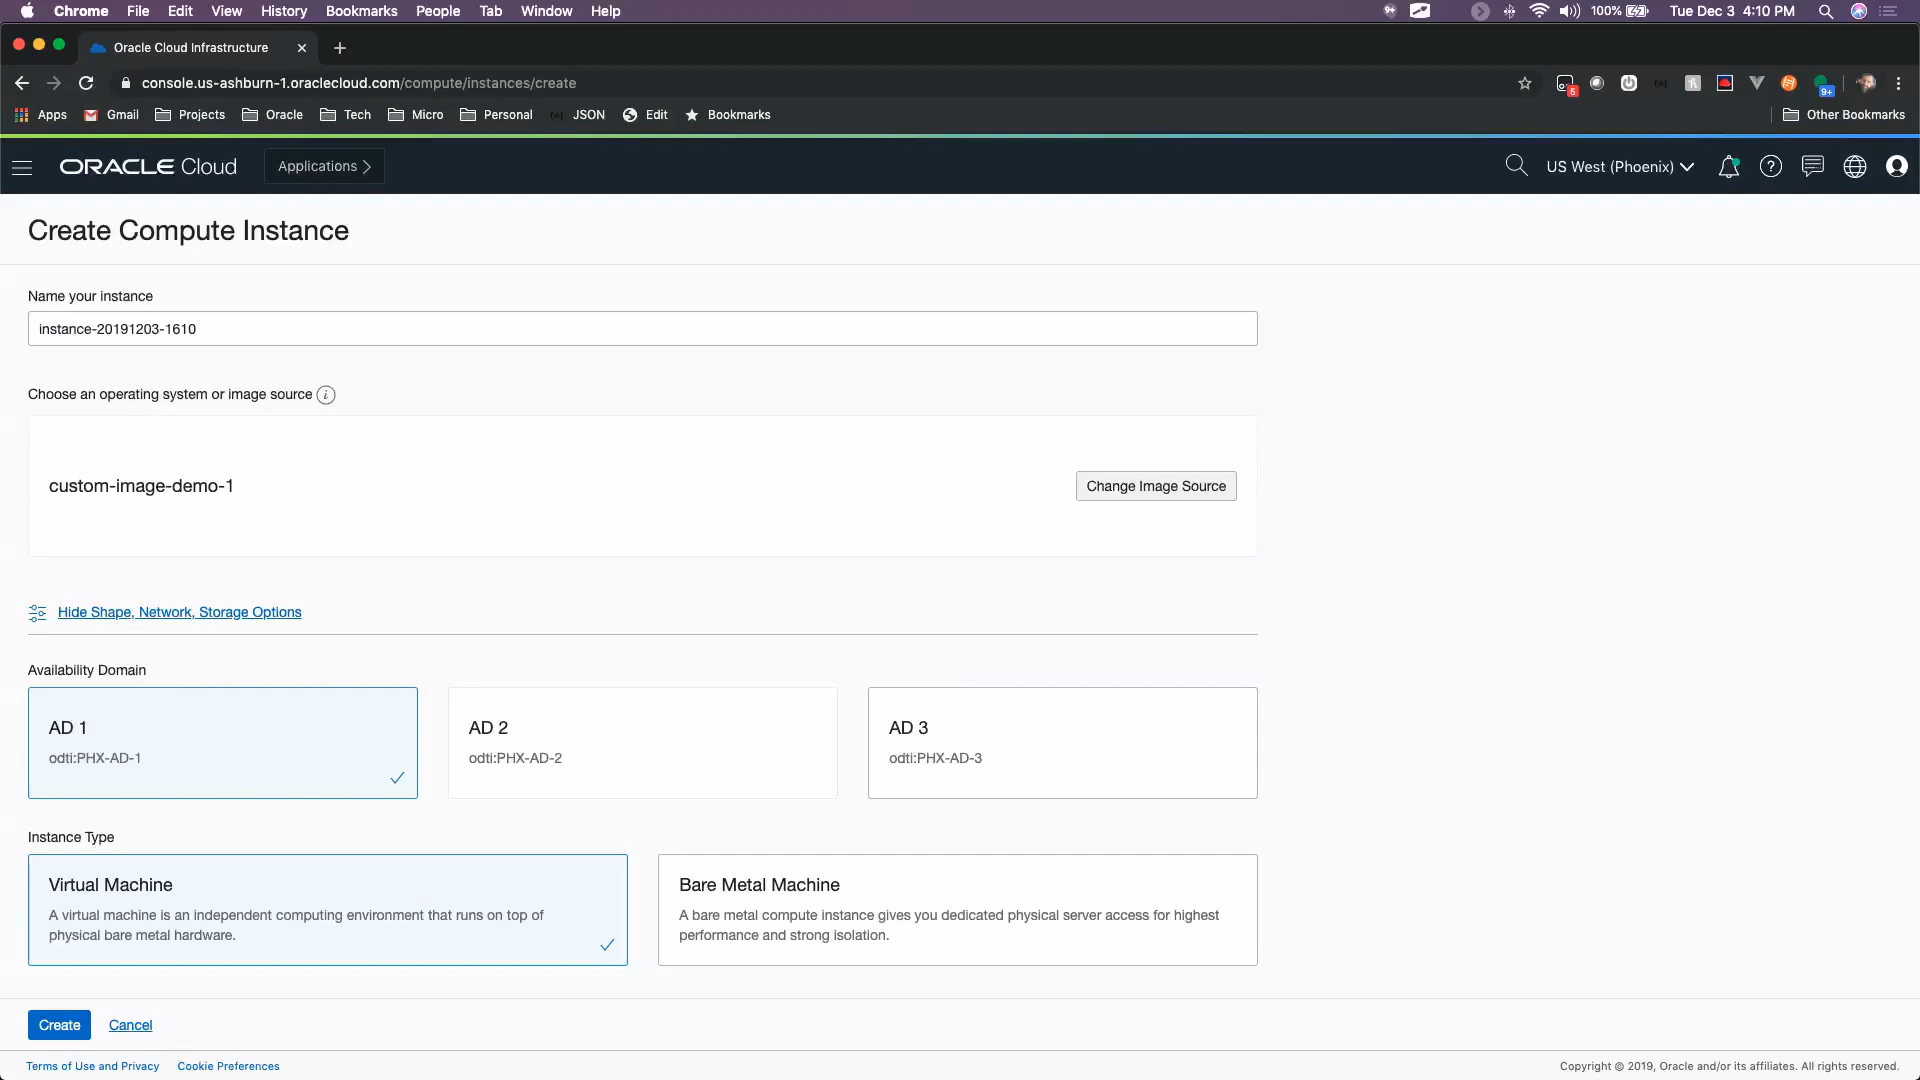 Chrome File Edit View History Bookmarks People Tab Window Help 100% Tue Dec 3 4:10 PM
Oracle Cloud Infrastructure
console.us-ashburn-1.oraclecloud.com/compute/instances/create 5 9+
Apps Gmail Projects Oracle Tech Micro Personal JSON Edit Bookmarks Other Bookmarks
ORACLE Cloud Applications US West (Phoenix)
Create Compute Instance
Name your instance
instance-20191203-1610
Choose an operating system or image source
custom-image-demo-1 Change Image Source
Hide Shape, Network, Storage Options
Availability Domain
AD 1 AD 2 AD 3
odti:PHX-AD-1 odti:PHX-AD-2 odti:PHX-AD-3
Instance Type
Virtual Machine
A virtual machine is an independent computing environment that runs on top of
physical bare metal hardware.
Bare Metal Machine
A bare metal compute instance gives you dedicated physical server access for highest
performance and strong isolation.
Create Cancel
Terms of Use and Privacy Cookie Preferences Copyright © 2019, Oracle and/or its affiliates. All rights reserved.